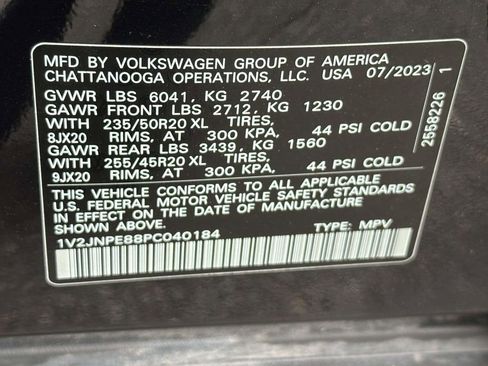 MFD BY VOLKSWAGEN GROUP OF AMERICA
CHATTANOOGA OPERATIONS, LLC. USA 07/2023
GVWR LBS 6041, KG 2740
GAWR FRONT LBS 2712, KG 1230
WITH 235/50R20 XL TIRES,
8JX20 RIMS, AT 300 KPA, 44 PSI COLD
GAWR REAR LBS 3439, KG 1560
WITH 255/45R20 XL TIRES,
9JX20 RIMS, AT 300 KPA, 44 PSI COLD
THIS VEHICLE CONFORMS TO ALL APPLICABLE
U.S. FEDERAL MOTOR VEHICLE SAFETY STANDARDS
IN EFFECT ON THE DATE OF MANUFACTURE
SHOWN ABOVE.
1V2JNPE88PC040184 TYPE: MPV
2558226 1